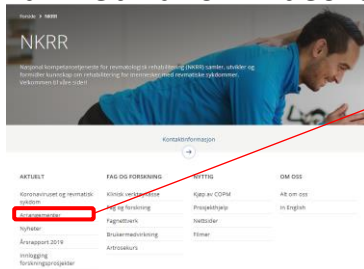 Forside > NKRR
NKRR
Nasjonal kompetansetjeneste for revmatologisk rehabilitering (NKRR) samler, utvikler og
formidler kunnskap om rehabilitering for mennesker med revmatiske sykdommer.
Velkommen til våre sider!
Kontaktinformasjon
AKTUELT
Koronaviruset og revmatisk
sykdom
Arrangementer
Nyheter
Årsrapport 2019
Innlogging
forskningsprosjekter
FAG OG FORSKNING
Klinisk verktøykasse
Fag og forskning
Fagnettverk
Brukermedvirkning
Artrosekurs
NYTTIG
Kjøp av COPM
Prosjekthjelp
Nettsider
Filmer
OM OSS
Alt om oss
In English